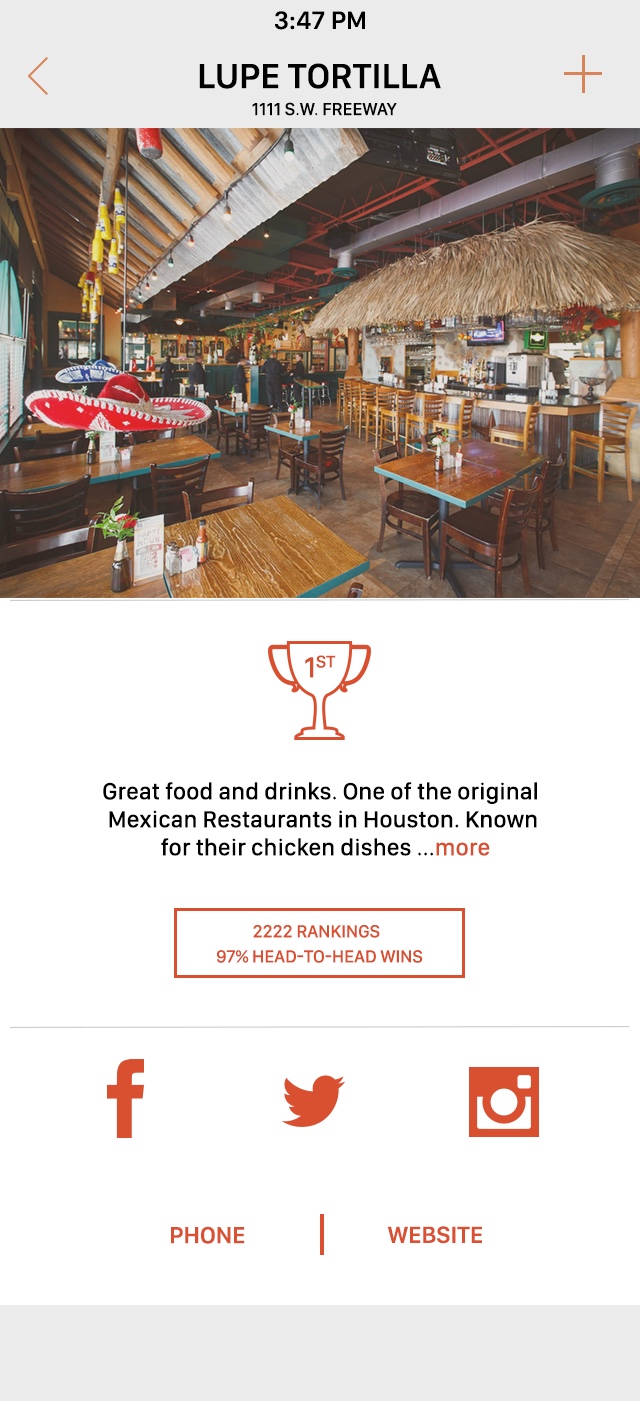 3:47 PM
LUPE TORTILLA
1111 S.W. FREEWAY
1ST
Great food and drinks. One of the original
Mexican Restaurants in Houston. Known
for their chicken dishes ...more
2222 RANKINGS
97% HEAD-TO-HEAD WINS
PHONE | WEBSITE